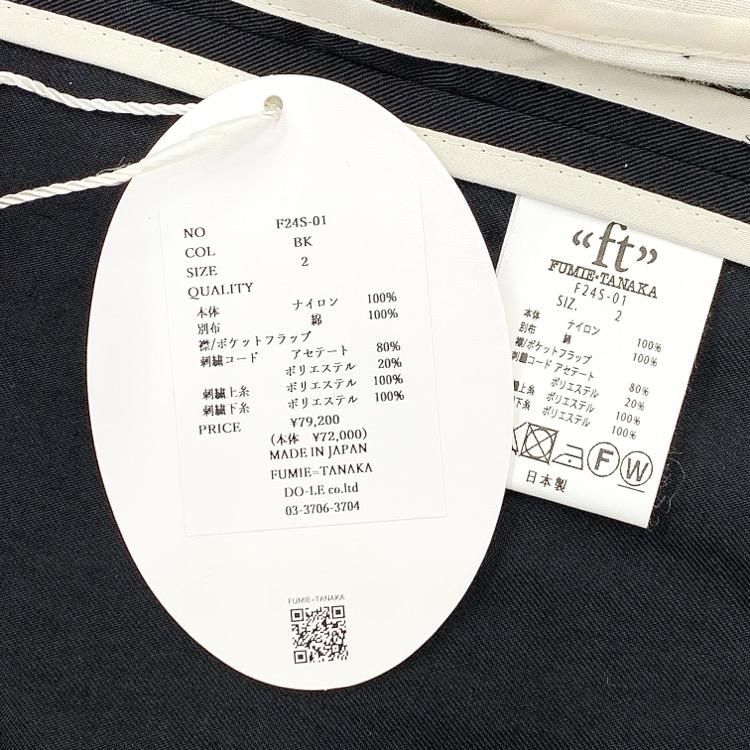 NO F24S-01
COL BK
SIZE 2
QUALITY
本体 ナイロン 100%
別布 綿 100%
襟/ポケットフラップ
刺繍コード アセテート 80%
ポリエステル 20%
刺繍上糸 ポリエステル 100%
刺繍下糸 ポリエステル 100%
PRICE ¥79,200
(本体 ¥72,000)
MADE IN JAPAN
FUMIE=TANAKA
DO-LE co.ltd
03-3706-3704
FUMIE=TANAKA
“ft”
FUMIE=TANAKA
F24S-01
SIZ. 2
本体 ナイロン 100%
別布 綿 100%
襟/ポケットフラップ
刺繍コード アセテート 80%
ポリエステル 20%
上糸 ポリエステル 100%
下糸 ポリエステル 100%
F W
日本製